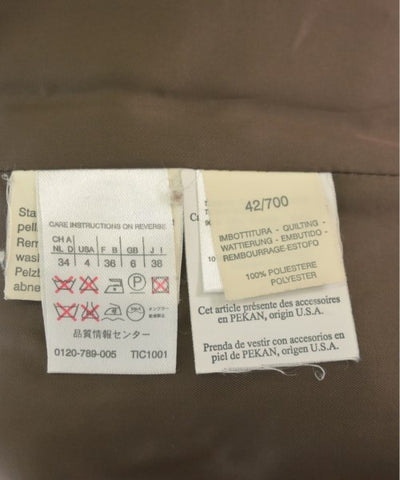 Sta
pell
Rem
wash
Pelzb
abne
CARE INSTRUCTIONS ON REVERSE
CH A
NL D USA F GB J I
34 4 36 6 38
品質情報センター
0120-789-005 TIC1001
42/700
IMBOTTITURA - QUILTING -
WATTIERUNG - EMBUTIDO -
REMBOURRAGE-ESTOFO
100% POLIESTERE
POLYESTER
Cet article présente des accessoires
en PEKAN, origin U.S.A.
Prenda de vestir con accesorios en
piel de PEKAN, origen U.S.A.